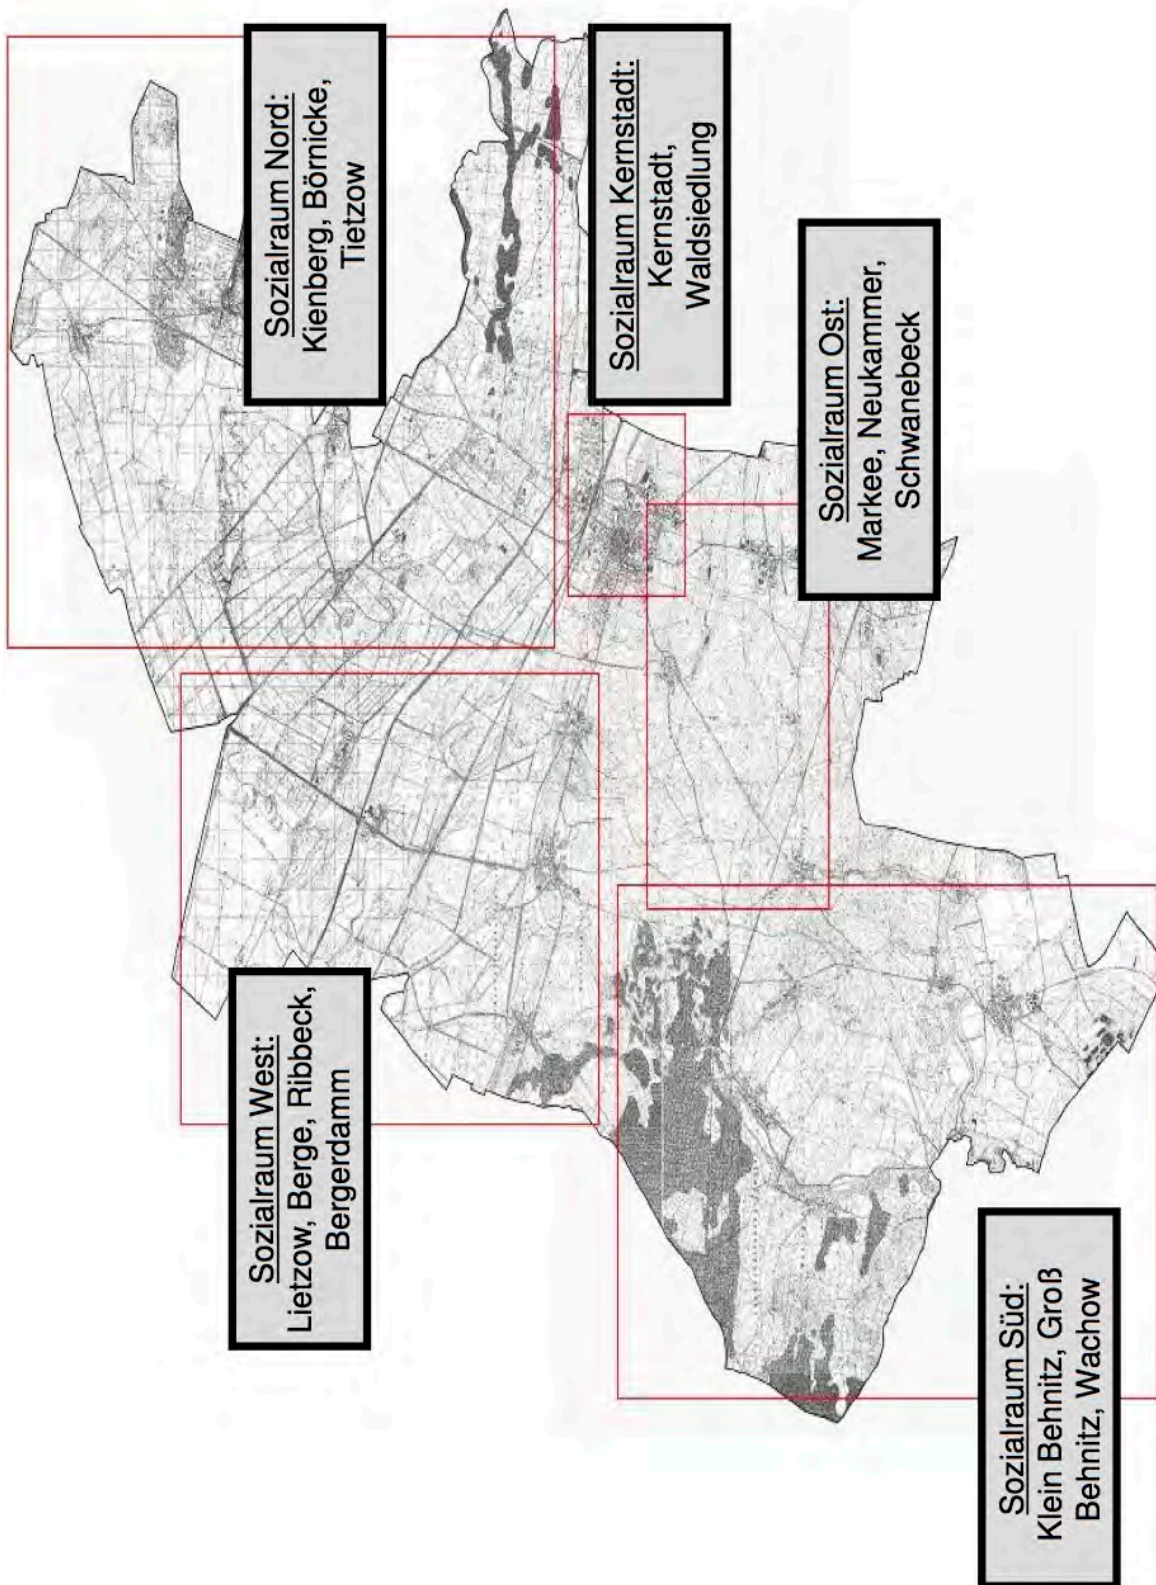 Sozialraum Nord:
Kienberg, Börnicke,
Tietzow
Sozialraum Kernstadt:
Kernstadt,
Waldsiedlung
Sozialraum Ost:
Markee, Neukammer,
Schwanebeck
Sozialraum West:
Lietzow, Berge, Ribbeck,
Bergerdamm
Sozialraum Süd:
Klein Behnitz, Groß
Behnitz, Wachow